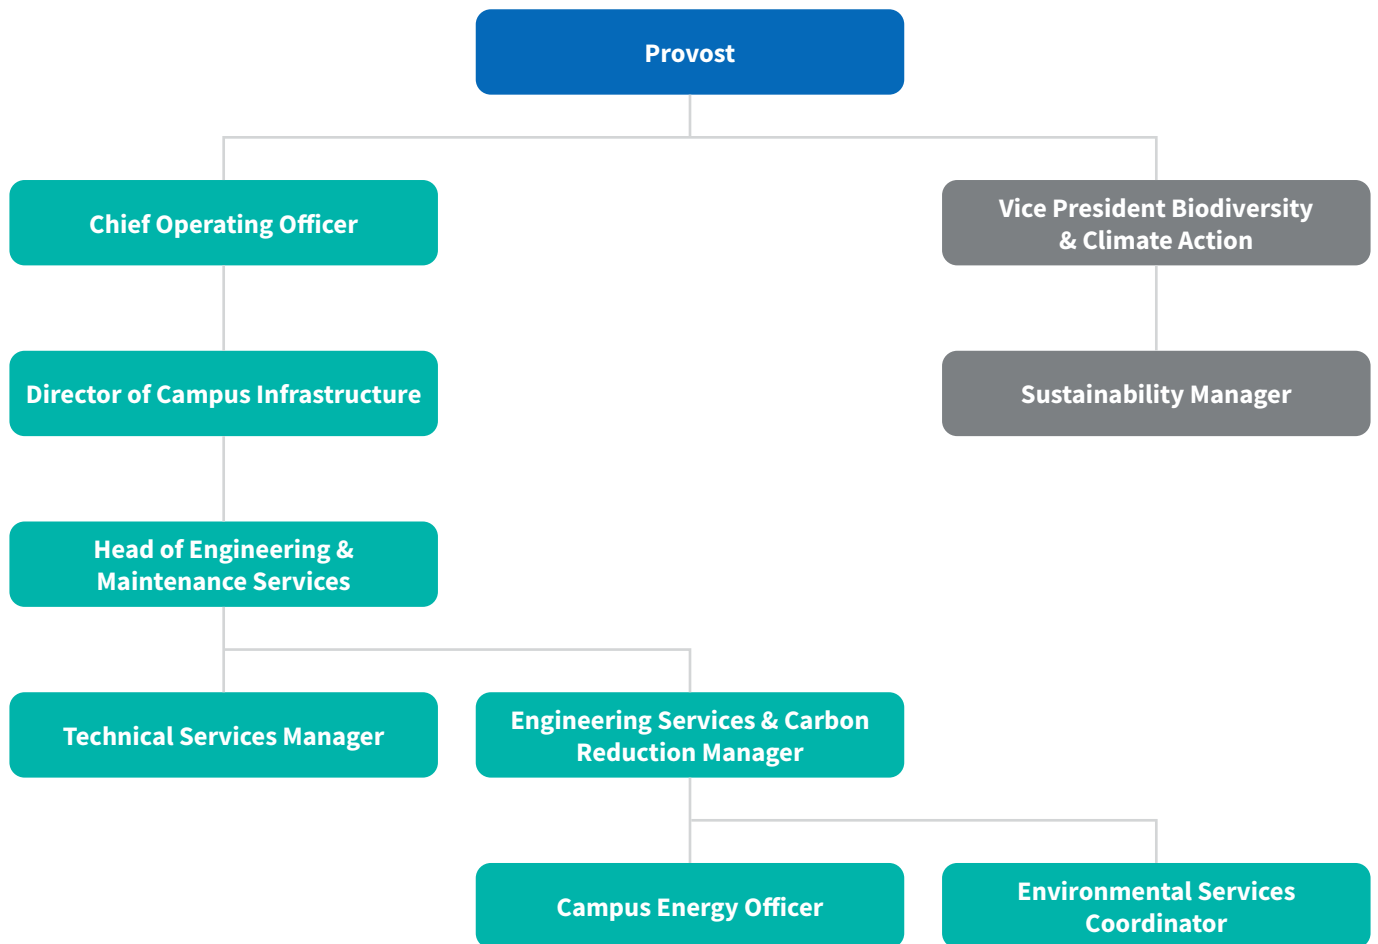 Provost
Chief Operating Officer
Vice President Biodiversity
& Climate Action
Director of Campus Infrastructure
Sustainability Manager
Head of Engineering &
Maintenance Services
Technical Services Manager
Engineering Services & Carbon
Reduction Manager
Campus Energy Officer
Environmental Services
Coordinator